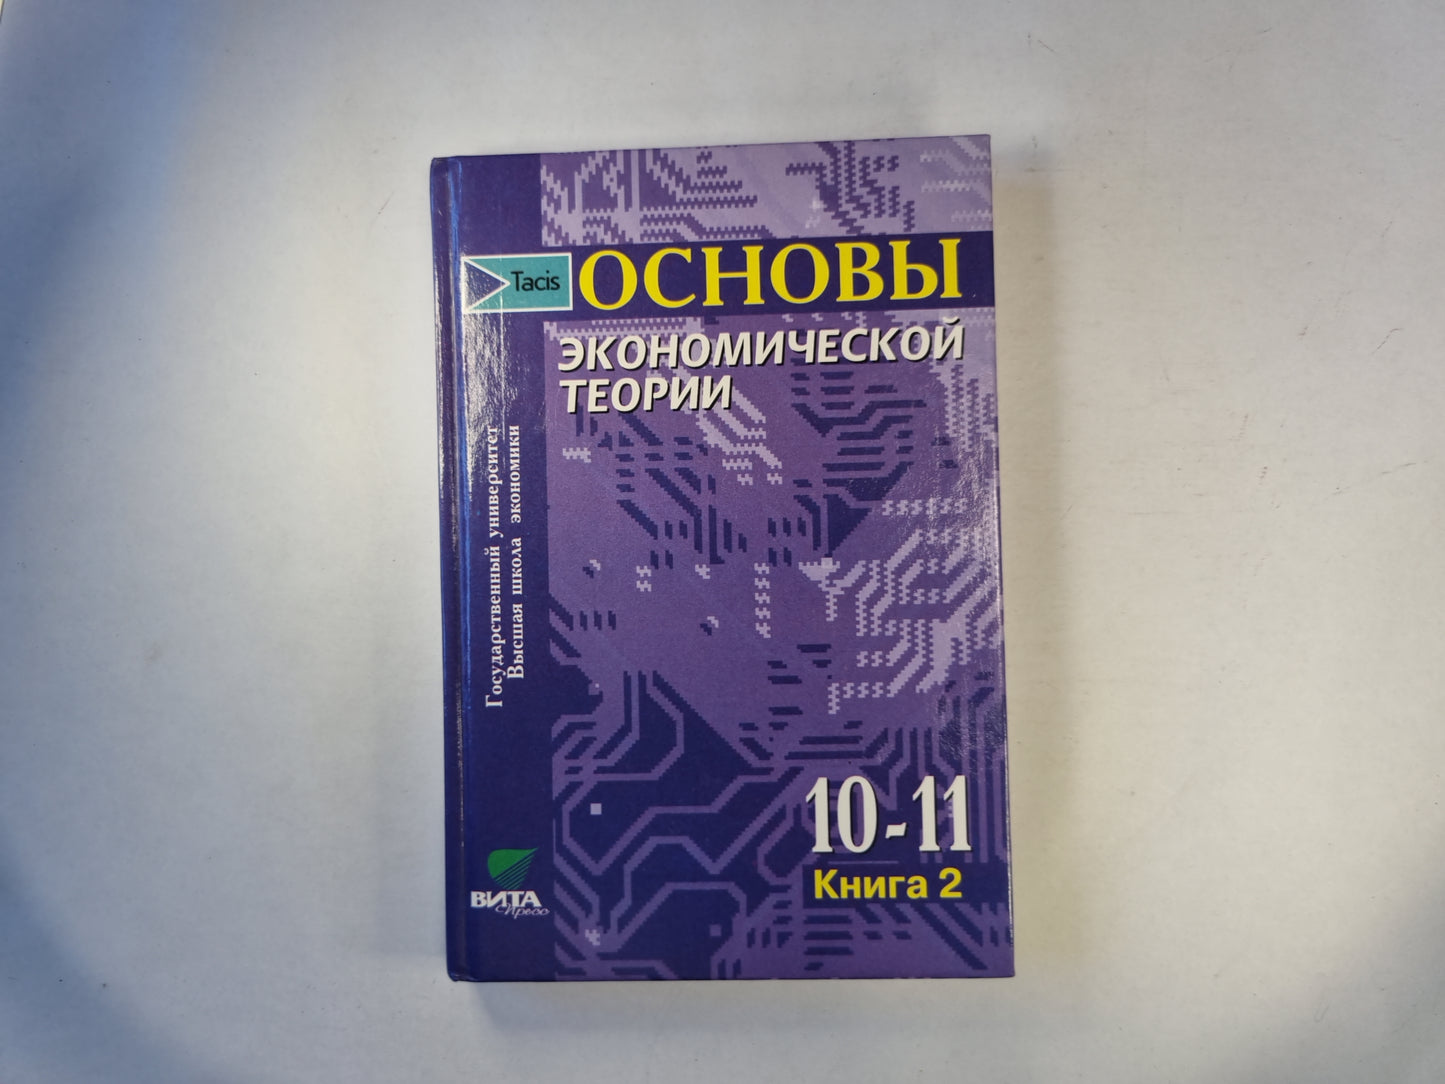 Tacis
ОСНОВЫ
ЭКОНОМИЧЕСКОЙ
ТЕОРИИ
Государственный университет
Высшая школа экономики
10-11
Книга 2
ВИТА
Пресс